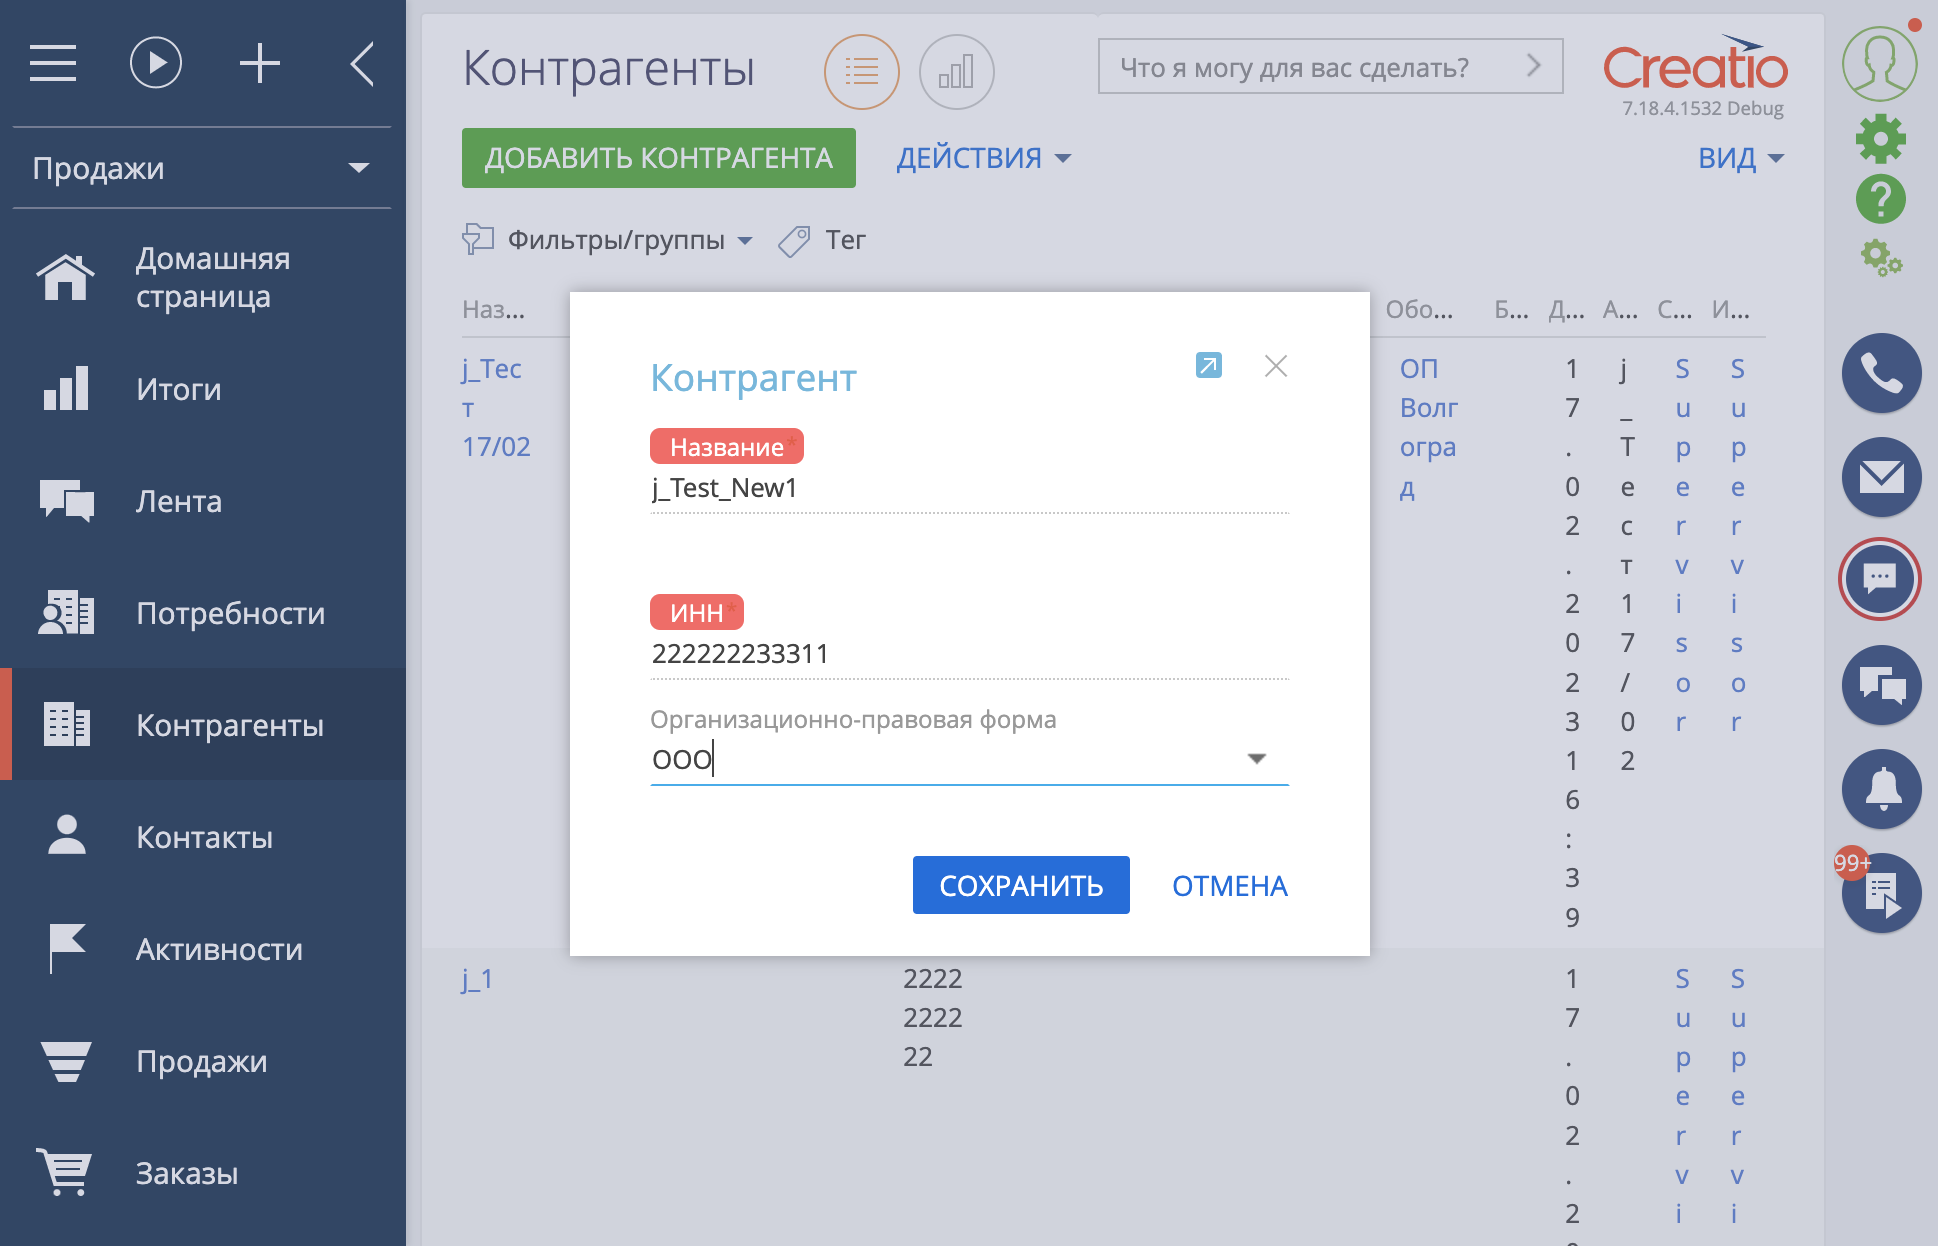 Продажи
Домашняя
страница
Итоги
Лента
Потребности
Контрагенты
Контакты
Активности
Продажи
Заказы
Контрагенты
Что я могу для вас сделать?
Creatio
7.18.4.1532 Debug
ДОБАВИТЬ КОНТРАГЕНТА
ДЕЙСТВИЯ
ВИД
Фильтры/группы
Тег
Наз...
Обо...
Б...
Д...
А...
С...
И...
j_Тес
т
17/02
ОП
Волг
огра
д
1
7
.
0
2
.
2
0
2
3
1
6
:
3
9
j
_
Т
е
с
т
1
7
/
0
2
S
u
p
e
r
v
i
s
o
r
S
u
p
e
r
v
i
s
o
r
Контрагент
Название*
j_Test_New1
ИНН*
222222233311
Организационно-правовая форма
ООО
СОХРАНИТЬ
ОТМЕНА
j_1
2222
2222
22
1
7
.
0
2
.
2
S
u
p
e
r
v
i
S
u
p
e
r
v
i
99+